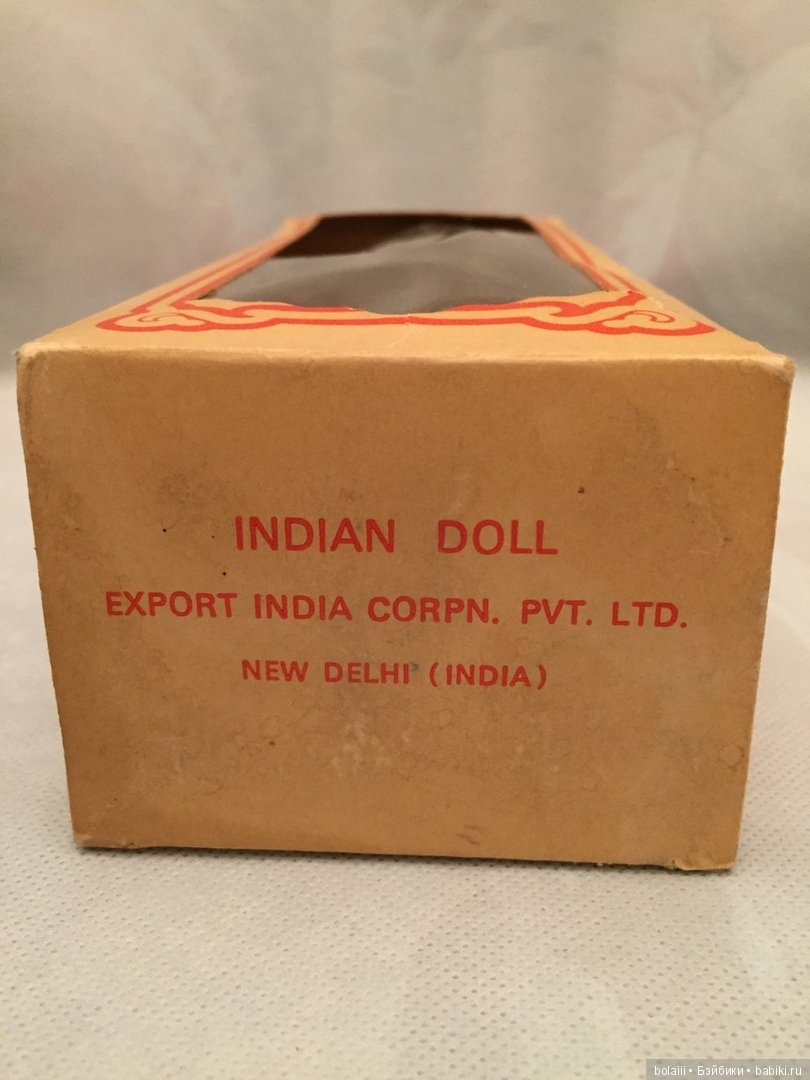 INDIAN DOLL
EXPORT INDIA CORPN. PVT. LTD.
NEW DELHI (INDIA)
bolaiii • Бэйбики • babiki.ru